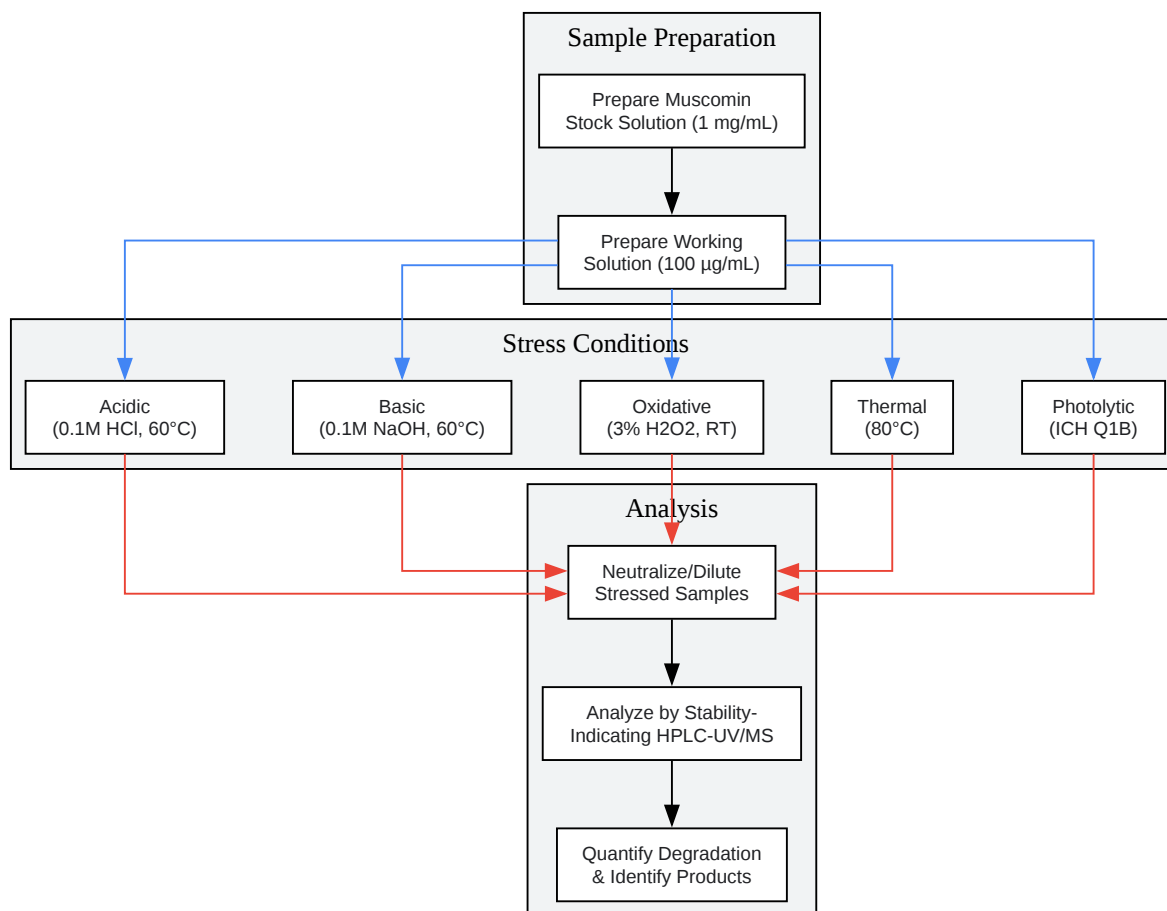 Sample Preparation
Prepare Muscomin
Stock Solution (1 mg/mL)
Prepare Working
Solution (100 µg/mL)
Stress Conditions
Acidic
(0.1M HCl, 60°C)
Basic
(0.1M NaOH, 60°C)
Oxidative
(3% H2O2, RT)
Thermal
(80°C)
Photolytic
(ICH Q1B)
Analysis
Neutralize/Dilute
Stressed Samples
Analyze by Stability-
Indicating HPLC-UV/MS
Quantify Degradation
& Identify Products